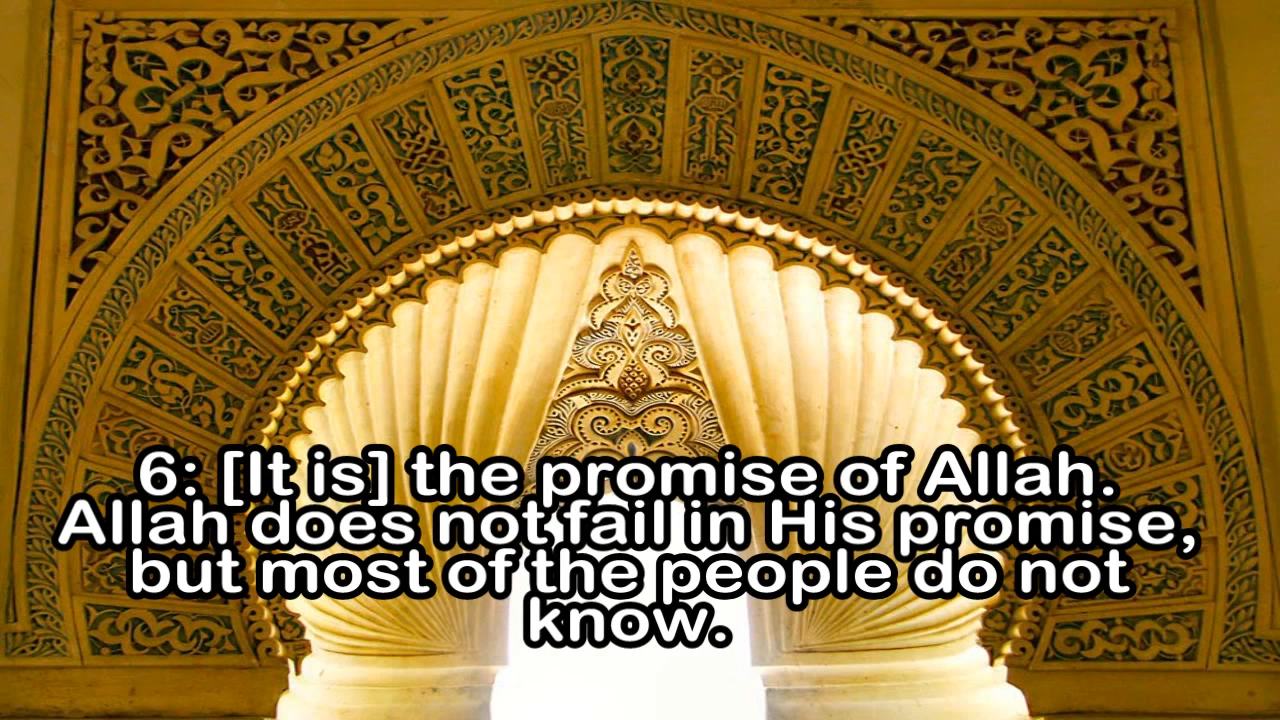 6: [It is] the promise of Allah.
Allah does not fail in His promise,
but most of the people do not
know.